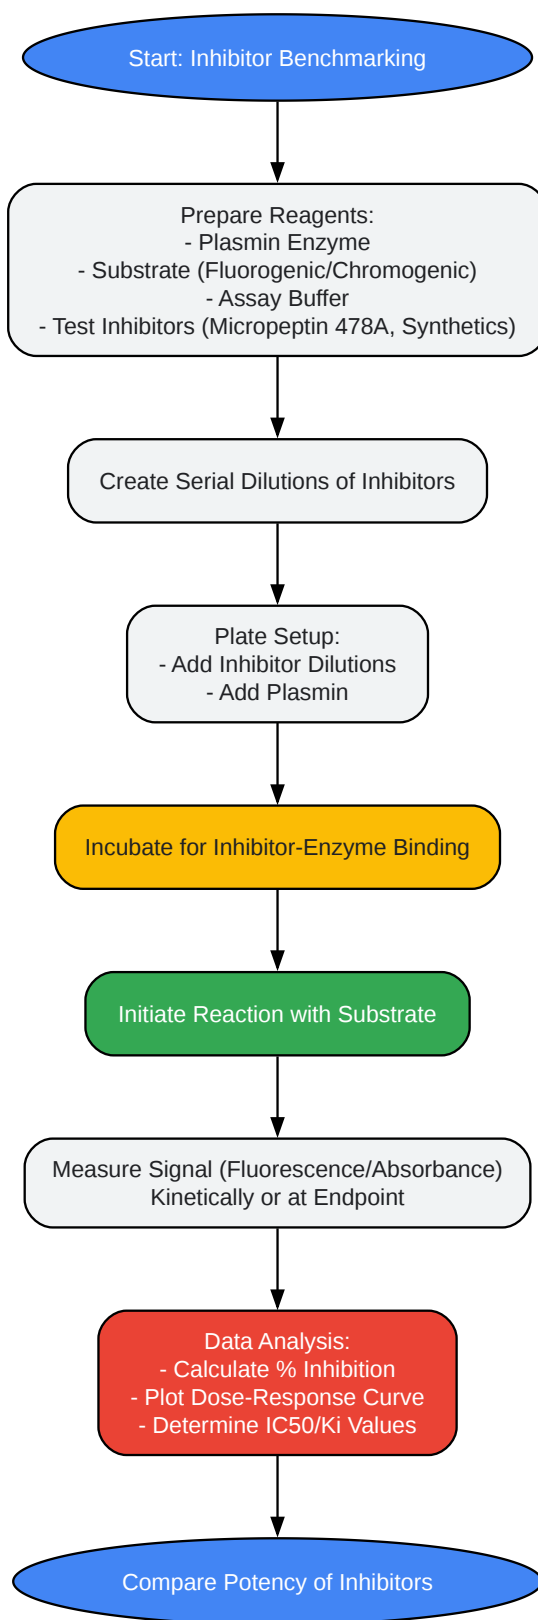 Start: Inhibitor Benchmarking
Prepare Reagents:
- Plasmin Enzyme
- Substrate (Fluorogenic/Chromogenic)
- Assay Buffer
- Test Inhibitors (Micropeptin 478A, Synthetics)
Create Serial Dilutions of Inhibitors
Plate Setup:
- Add Inhibitor Dilutions
- Add Plasmin
Incubate for Inhibitor-Enzyme Binding
Initiate Reaction with Substrate
Measure Signal (Fluorescence/Absorbance)
Kinetically or at Endpoint
Data Analysis:
- Calculate % Inhibition
- Plot Dose-Response Curve
- Determine IC50/Ki Values
Compare Potency of Inhibitors